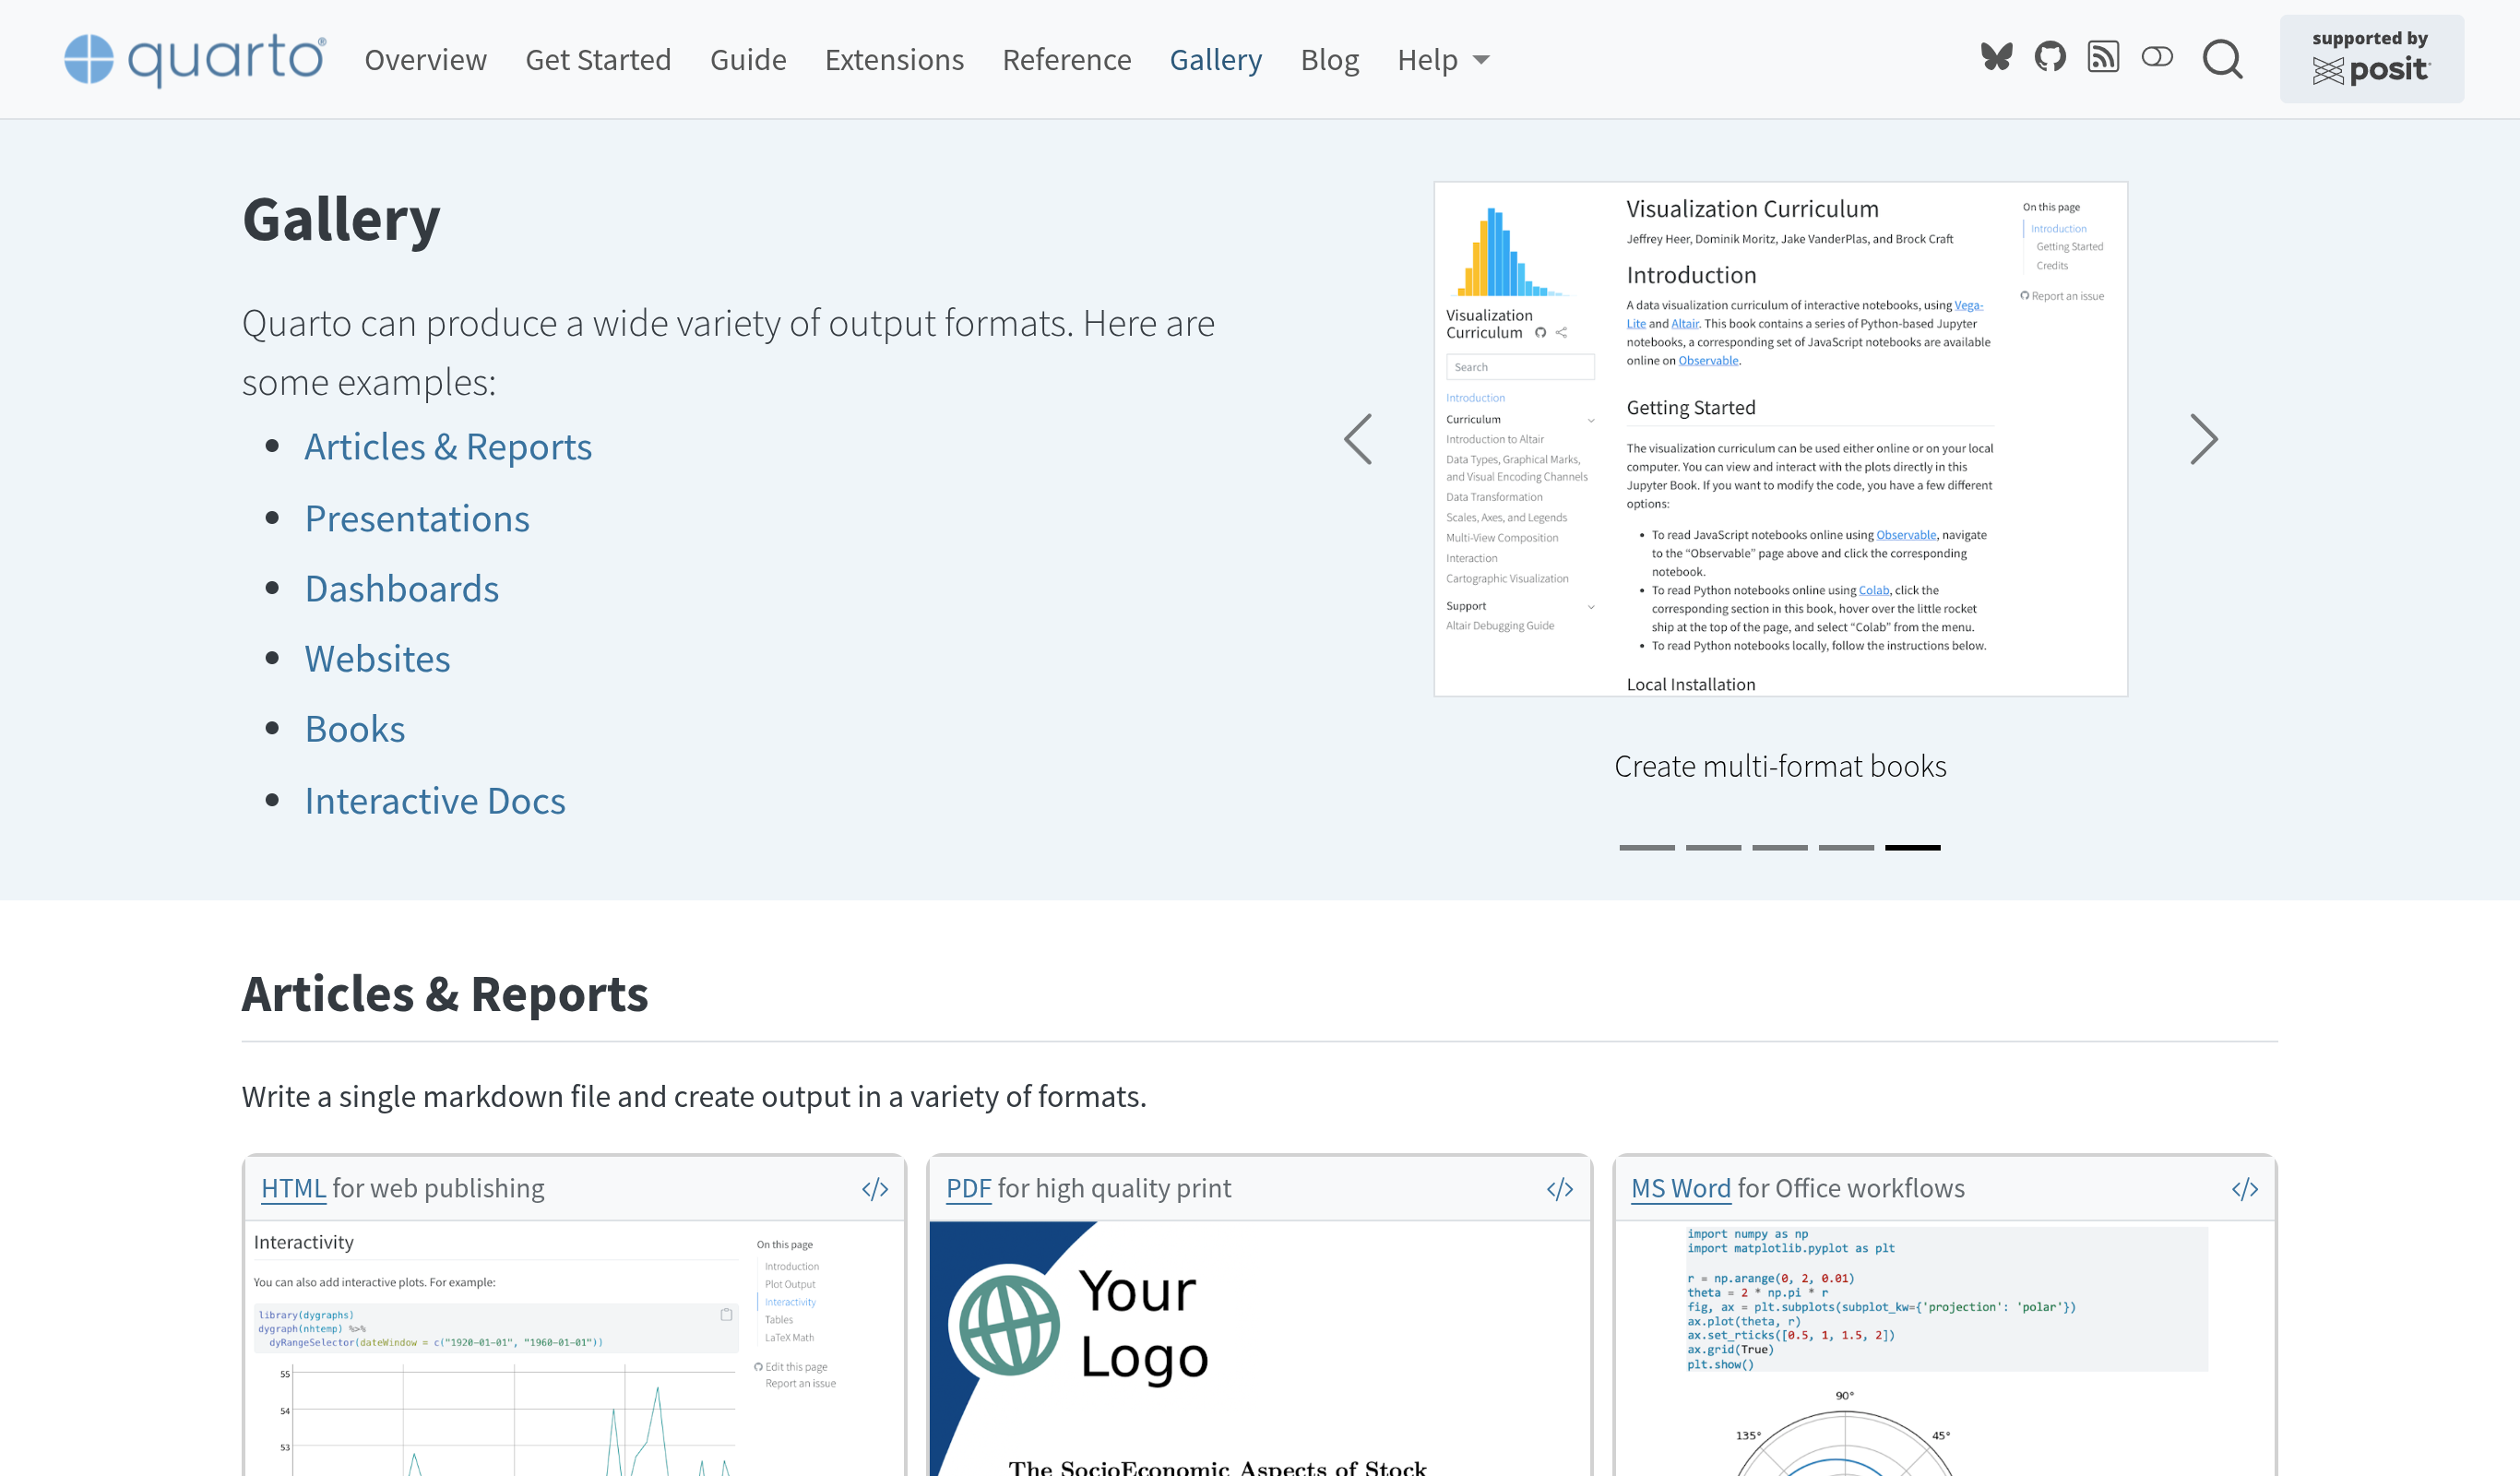 quarto®
Overview
Get Started
Guide
Extensions
Reference
Gallery
Blog
Help
supported by
posit
Gallery
Quarto can produce a wide variety of output formats. Here are
some examples:
Articles & Reports
Presentations
Dashboards
Websites
Books
Interactive Docs
Visualization
Curriculum
Search
Introduction
Curriculum
Introduction to Altair
Data Types, Graphical Marks,
and Visual Encoding Channels
Data Transformation
Scales, Axes, and Legends
Multi-View Composition
Interaction
Cartographic Visualization
Support
Altair Debugging Guide
Visualization Curriculum
Jeffrey Heer, Dominik Moritz, Jake VanderPlas, and Brock Craft
Introduction
A data visualization curriculum of interactive notebooks, using Vega-
Lite and Altair. This book contains a series of Python-based Jupyter
notebooks, a corresponding set of JavaScript notebooks are available
online on Observable.
Getting Started
The visualization curriculum can be used either online or on your local
computer. You can view and interact with the plots directly in this
Jupyter Book. If you want to modify the code, you have a few different
options:
• To read JavaScript notebooks online using Observable, navigate
to the “Observable” page above and click the corresponding
notebook.
• To read Python notebooks online using Colab, click the
corresponding section in this book, hover over the little rocket
ship at the top of the page, and select “Colab” from the menu.
• To read Python notebooks locally, follow the instructions below.
Local Installation
On this page
Introduction
Getting Started
Credits
Report an issue
Create multi-format books
Articles & Reports
Write a single markdown file and create output in a variety of formats.
HTML for web publishing
</>
Interactivity
You can also add interactive plots. For example:
library(dygraphs)
dygraph(nhtemp) %>%
dyRangeSelector(dateWindow = c("1920-01-01", "1960-01-01"))
55
54
53
On this page
Introduction
Plot Output
Interactivity
Tables
LaTeX Math
Edit this page
Report an issue
PDF for high quality print
</>
Your
Logo
The SocioEconomic Aspects of Stock
MS Word for Office workflows
</>
import numpy as np
import matplotlib.pyplot as plt
r = np.arange(0, 2, 0.01)
theta = 2 * np.pi * r
fig, ax = plt.subplots(subplot_kw={'projection': 'polar'})
ax.plot(theta, r)
ax.set_rticks([0.5, 1, 1.5, 2])
ax.grid(True)
plt.show()
90°
135°
45°